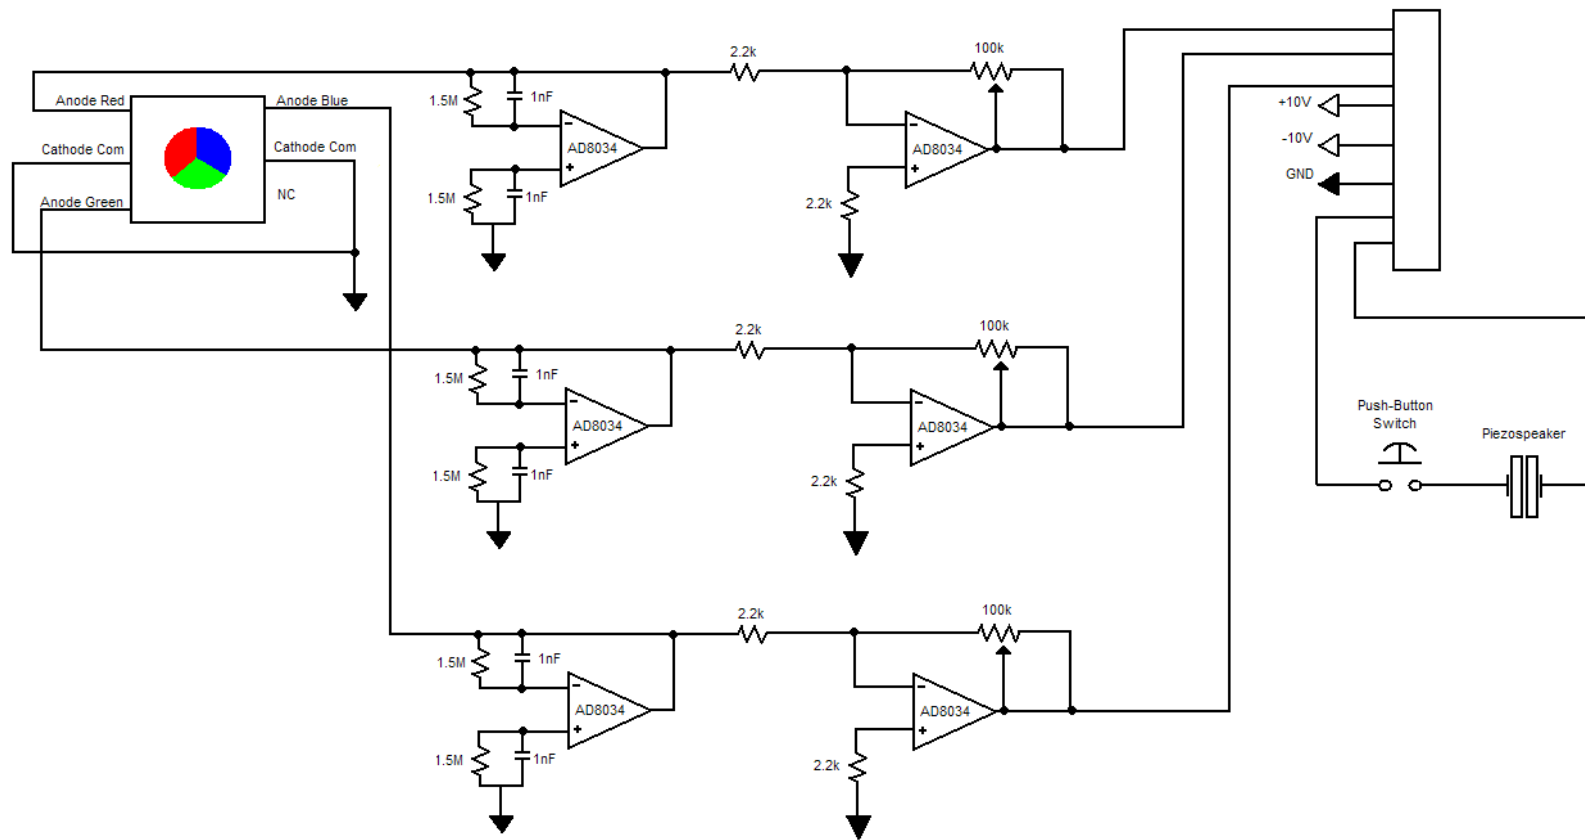 2.2k
100k
Anode Red
Anode Blue
1.5M
1nF
+10V
Cathode Com
Cathode Com
AD8034
AD8034
-10V
GND
Anode Green
NC
1.5M
1nF
2.2k
2.2k
100k
1.5M
1nF
AD8034
AD8034
Push-Button
Switch
Piezospeaker
1.5M
1nF
2.2k
2.2k
100k
1.5M
1nF
AD8034
AD8034
1.5M
1nF
2.2k